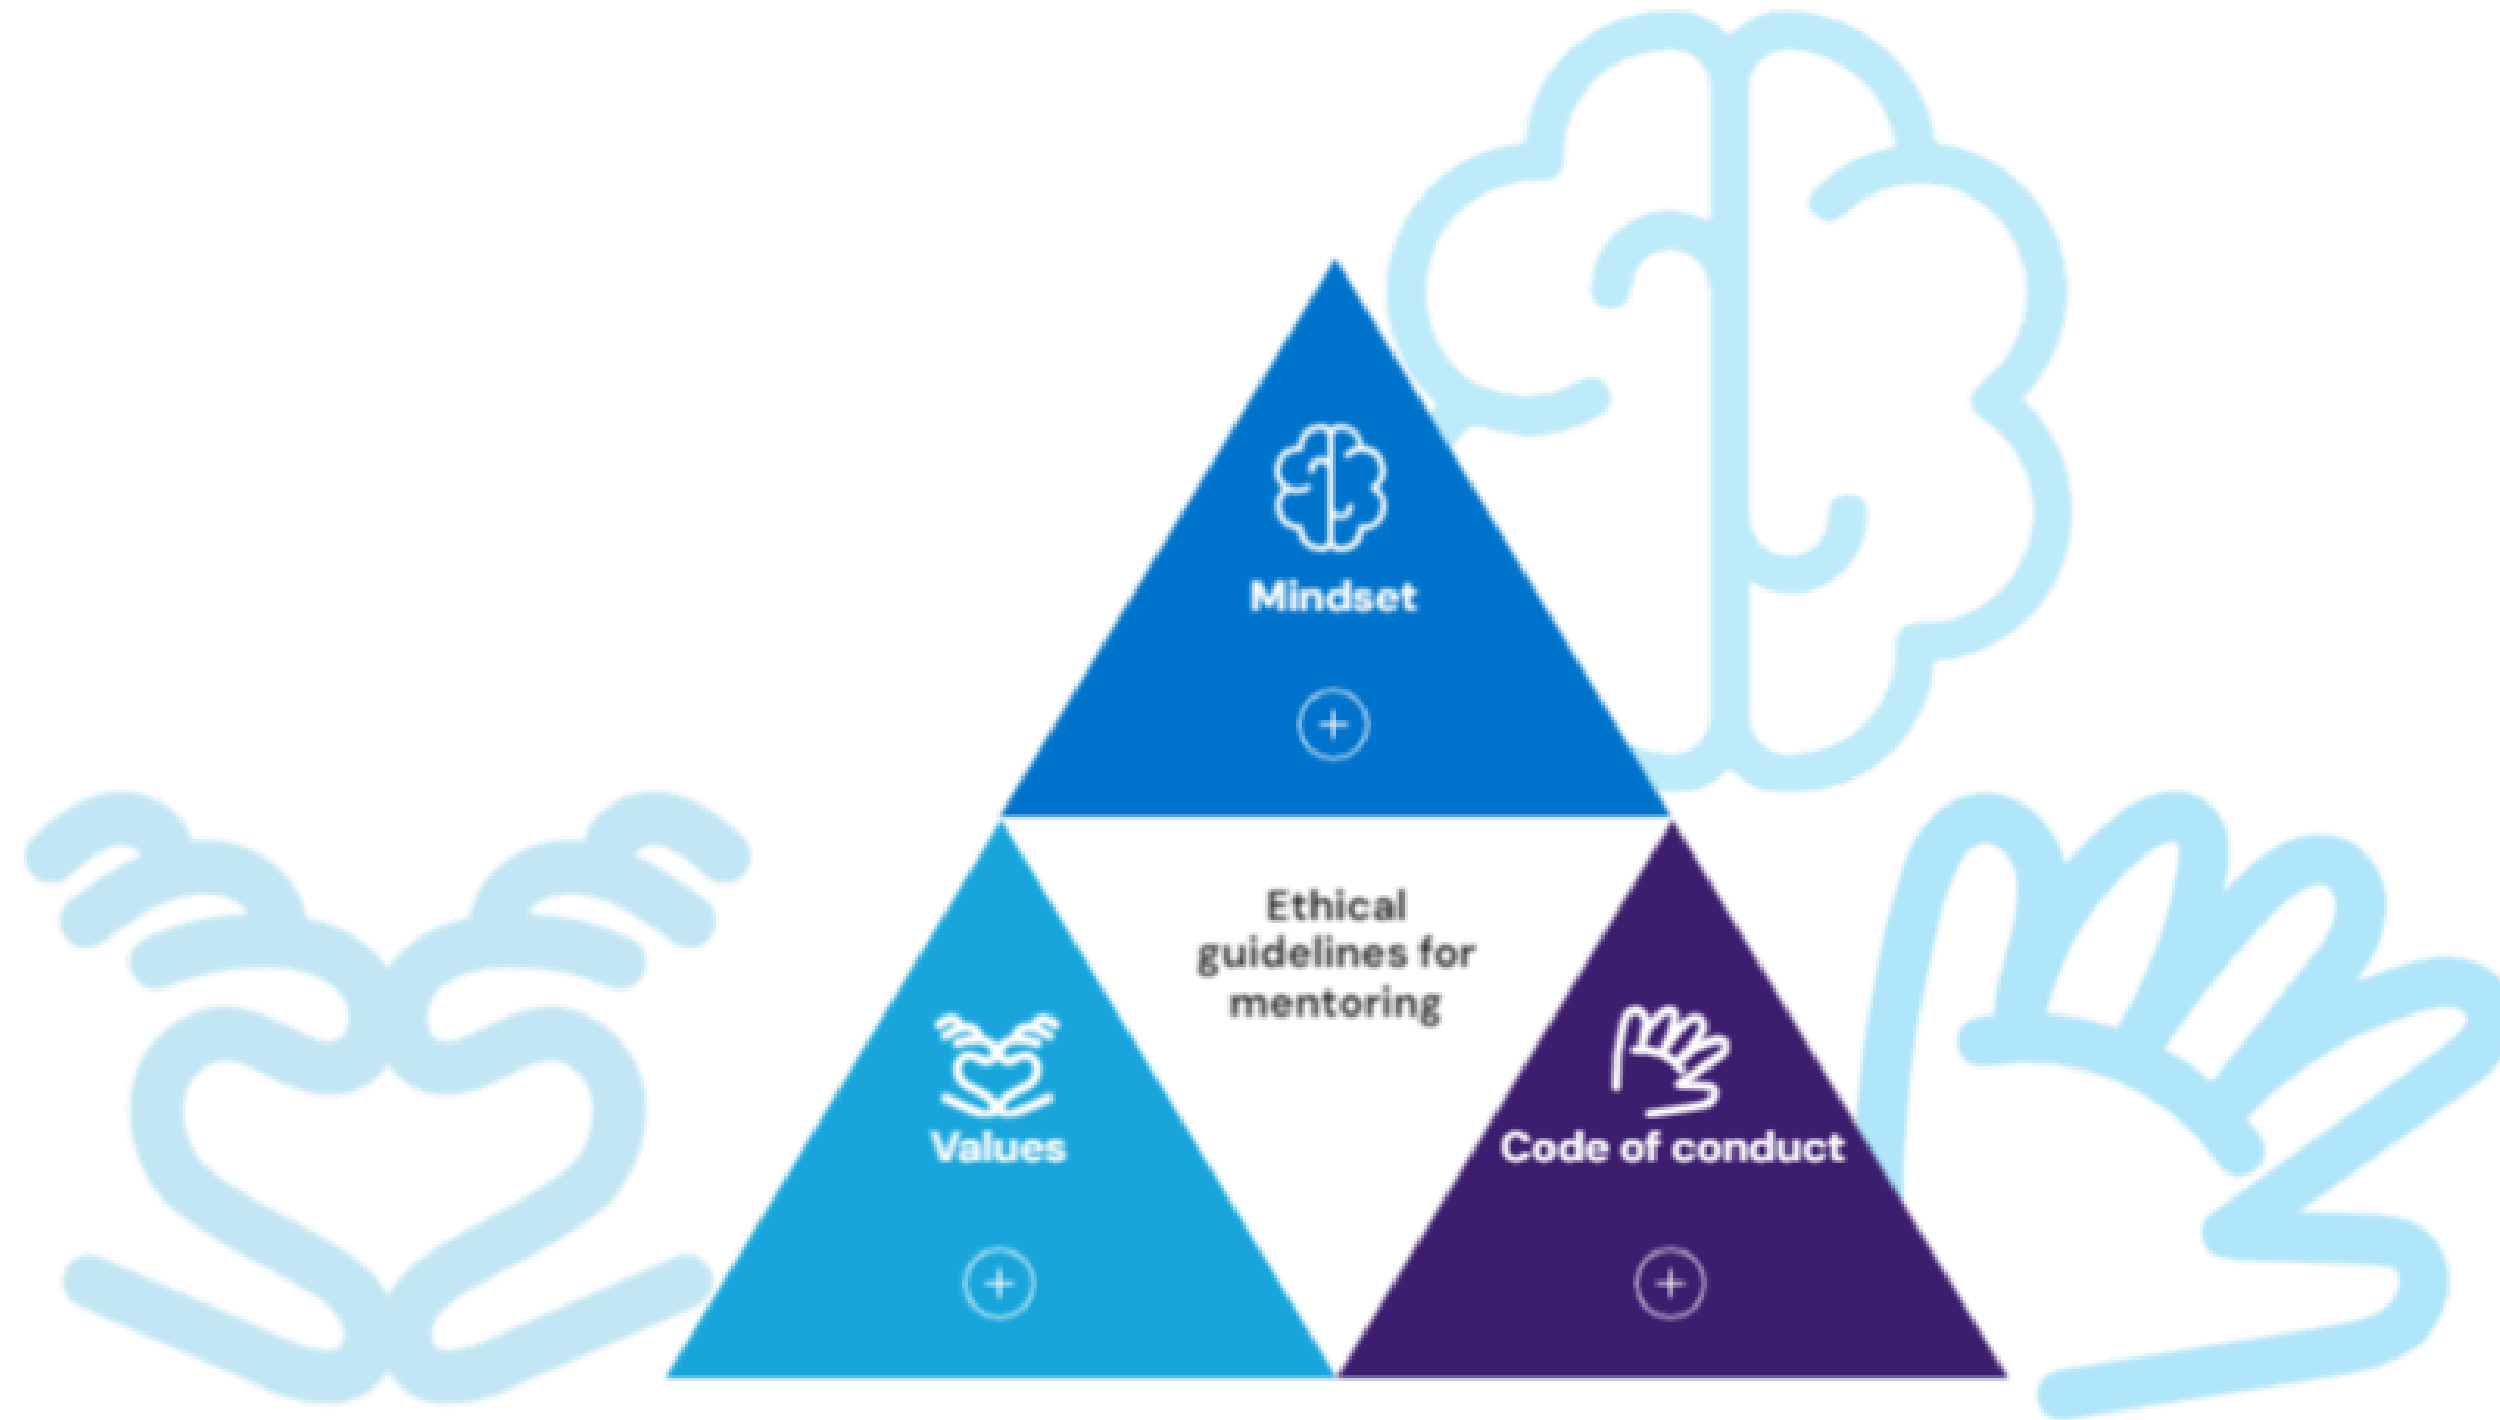 Mindset
Ethical
guidelines for
mentoring
Values
Code of conduct